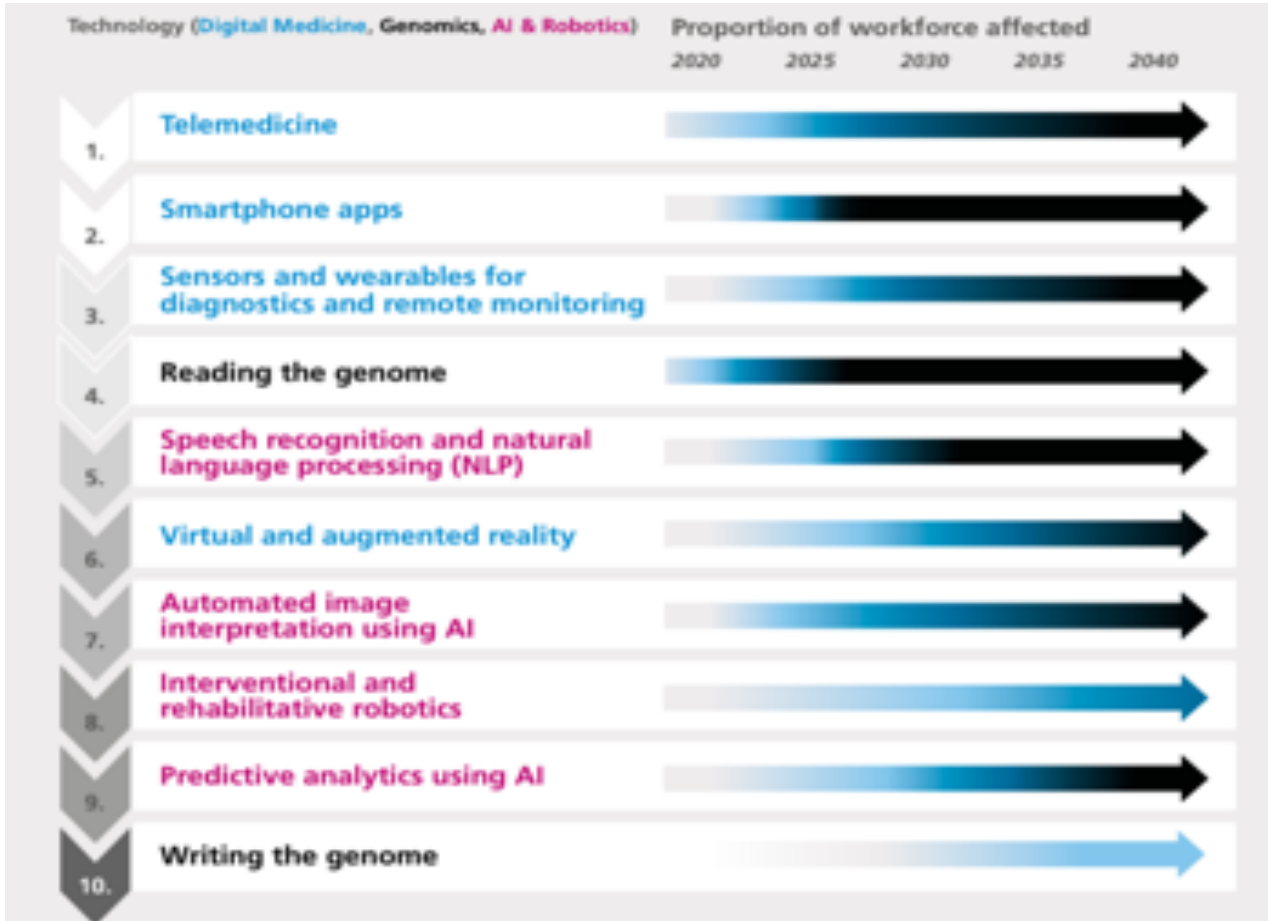 Technology (Digital Medicine, Genomics, AI & Robotics)
Proportion of workforce affected
2020 2025 2030 2035 2040
1. Telemedicine
2. Smartphone apps
3. Sensors and wearables for
diagnostics and remote monitoring
4. Reading the genome
5. Speech recognition and natural
language processing (NLP)
6. Virtual and augmented reality
7. Automated image
interpretation using AI
8. Interventional and
rehabilitative robotics
9. Predictive analytics using AI
10. Writing the genome